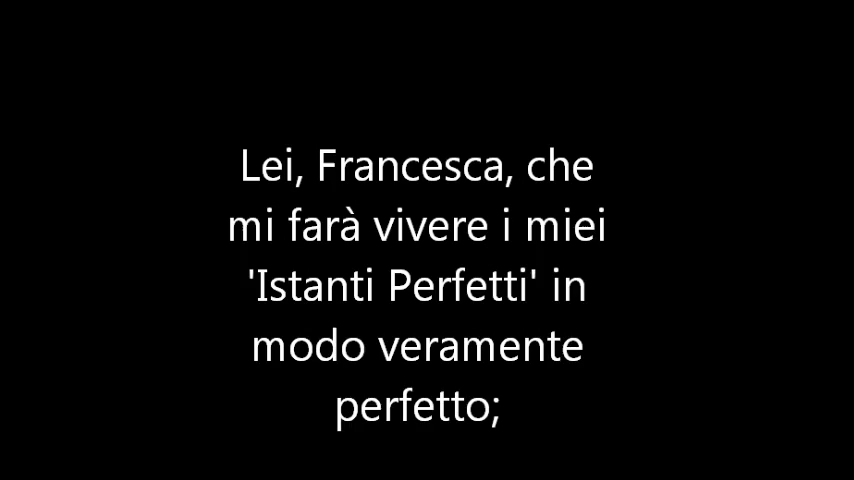 Lei, Francesca, che
mi farà vivere i miei
'Istanti Perfetti' in
modo veramente
perfetto;